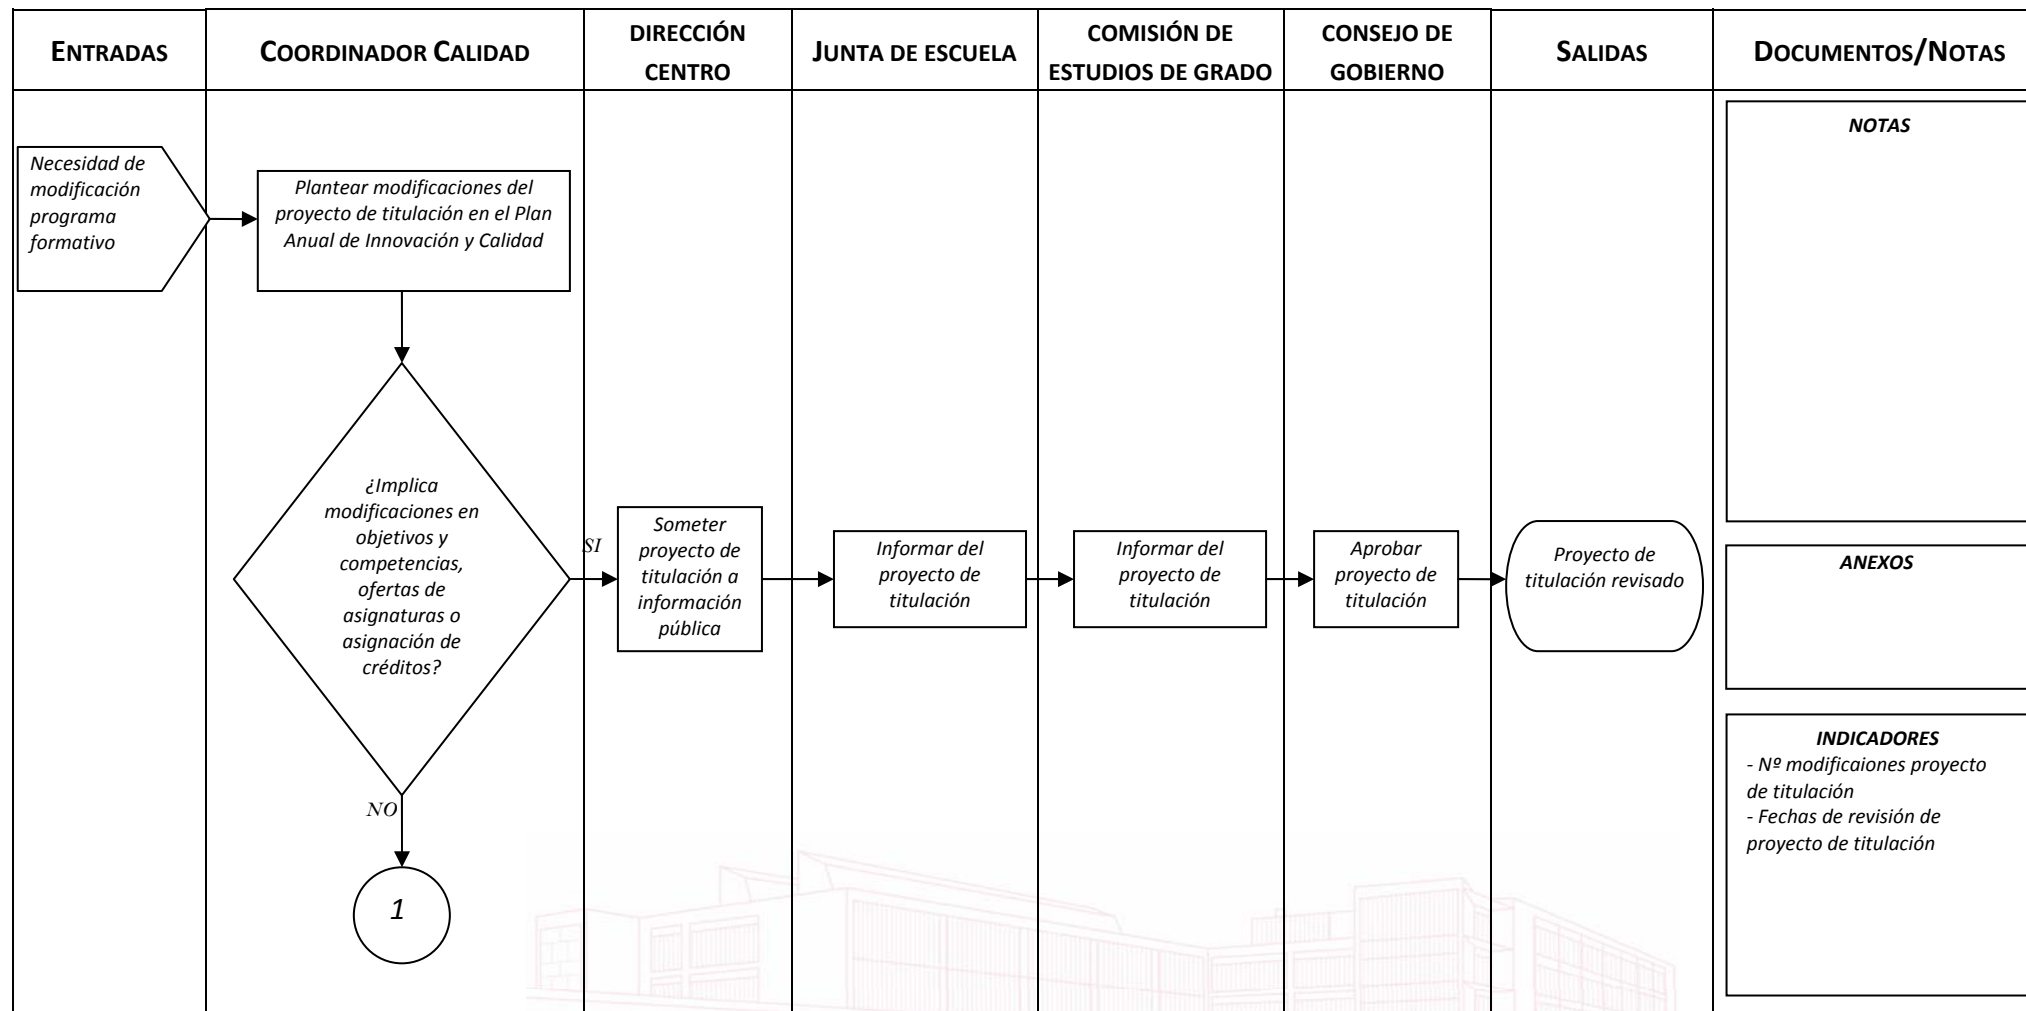 ENTRADAS
COORDINADOR CALIDAD
DIRECCIÓN
CENTRO
JUNTA DE ESCUELA
COMISIÓN DE
ESTUDIOS DE GRADO
CONSEJO DE
GOBIERNO
SALIDAS
DOCUMENTOS/NOTAS
Necesidad de
modificación
programa
formativo
Plantear modificaciones del
proyecto de titulación en el Plan
Anual de Innovación y Calidad
¿Implica
modificaciones en
objetivos y
competencias,
ofertas de
asignaturas o
asignación de
créditos?
SI
NO
1
Someter
proyecto de
titulación a
información
pública
Informar del
proyecto de
titulación
Informar del
proyecto de
titulación
Aprobar
proyecto de
titulación
Proyecto de
titulación revisado
NOTAS
ANEXOS
INDICADORES
- Nº modificaiones proyecto
de titulación
- Fechas de revisión de
proyecto de titulación